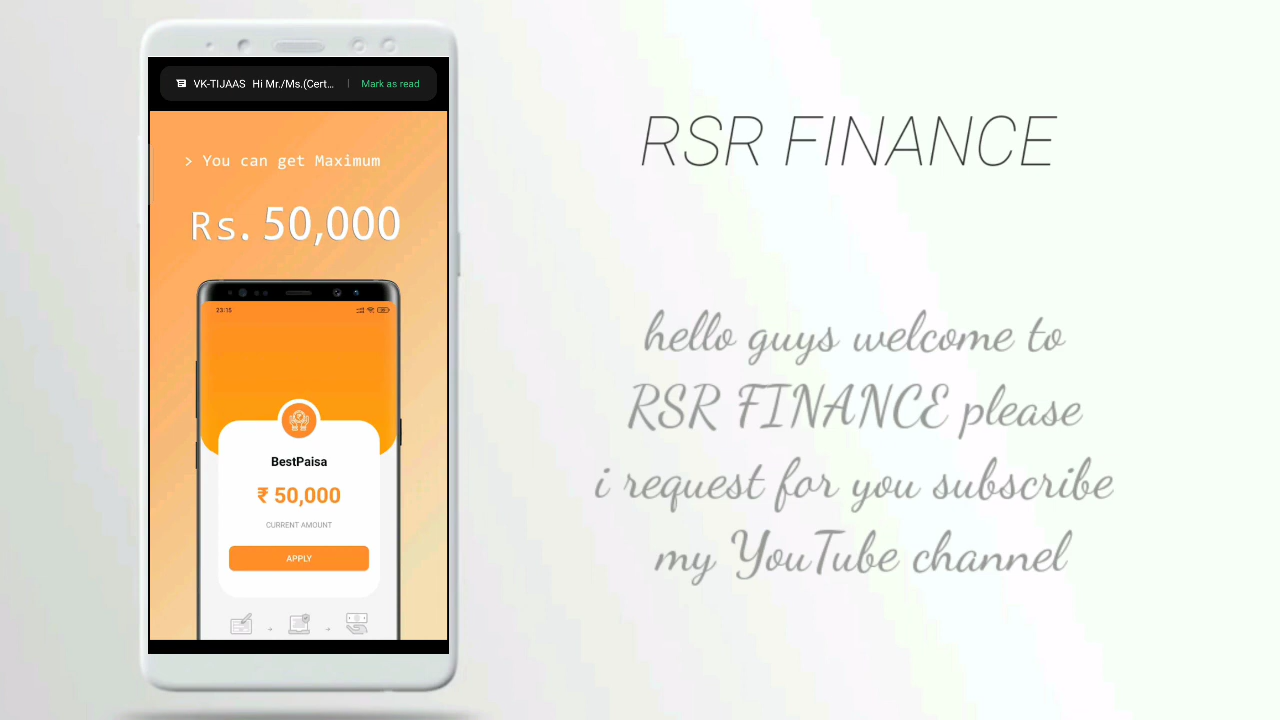 VK-TIJAAS Hi Mr./Ms.(Cert... | Mark as read
> You can get Maximum
Rs. 50,000
23:15
BestPaisa
₹ 50,000
CURRENT AMOUNT
APPLY
RSR FINANCE
hello guys welcome to
RSR FINANCE please
i request for you subscribe
my YouTube channel